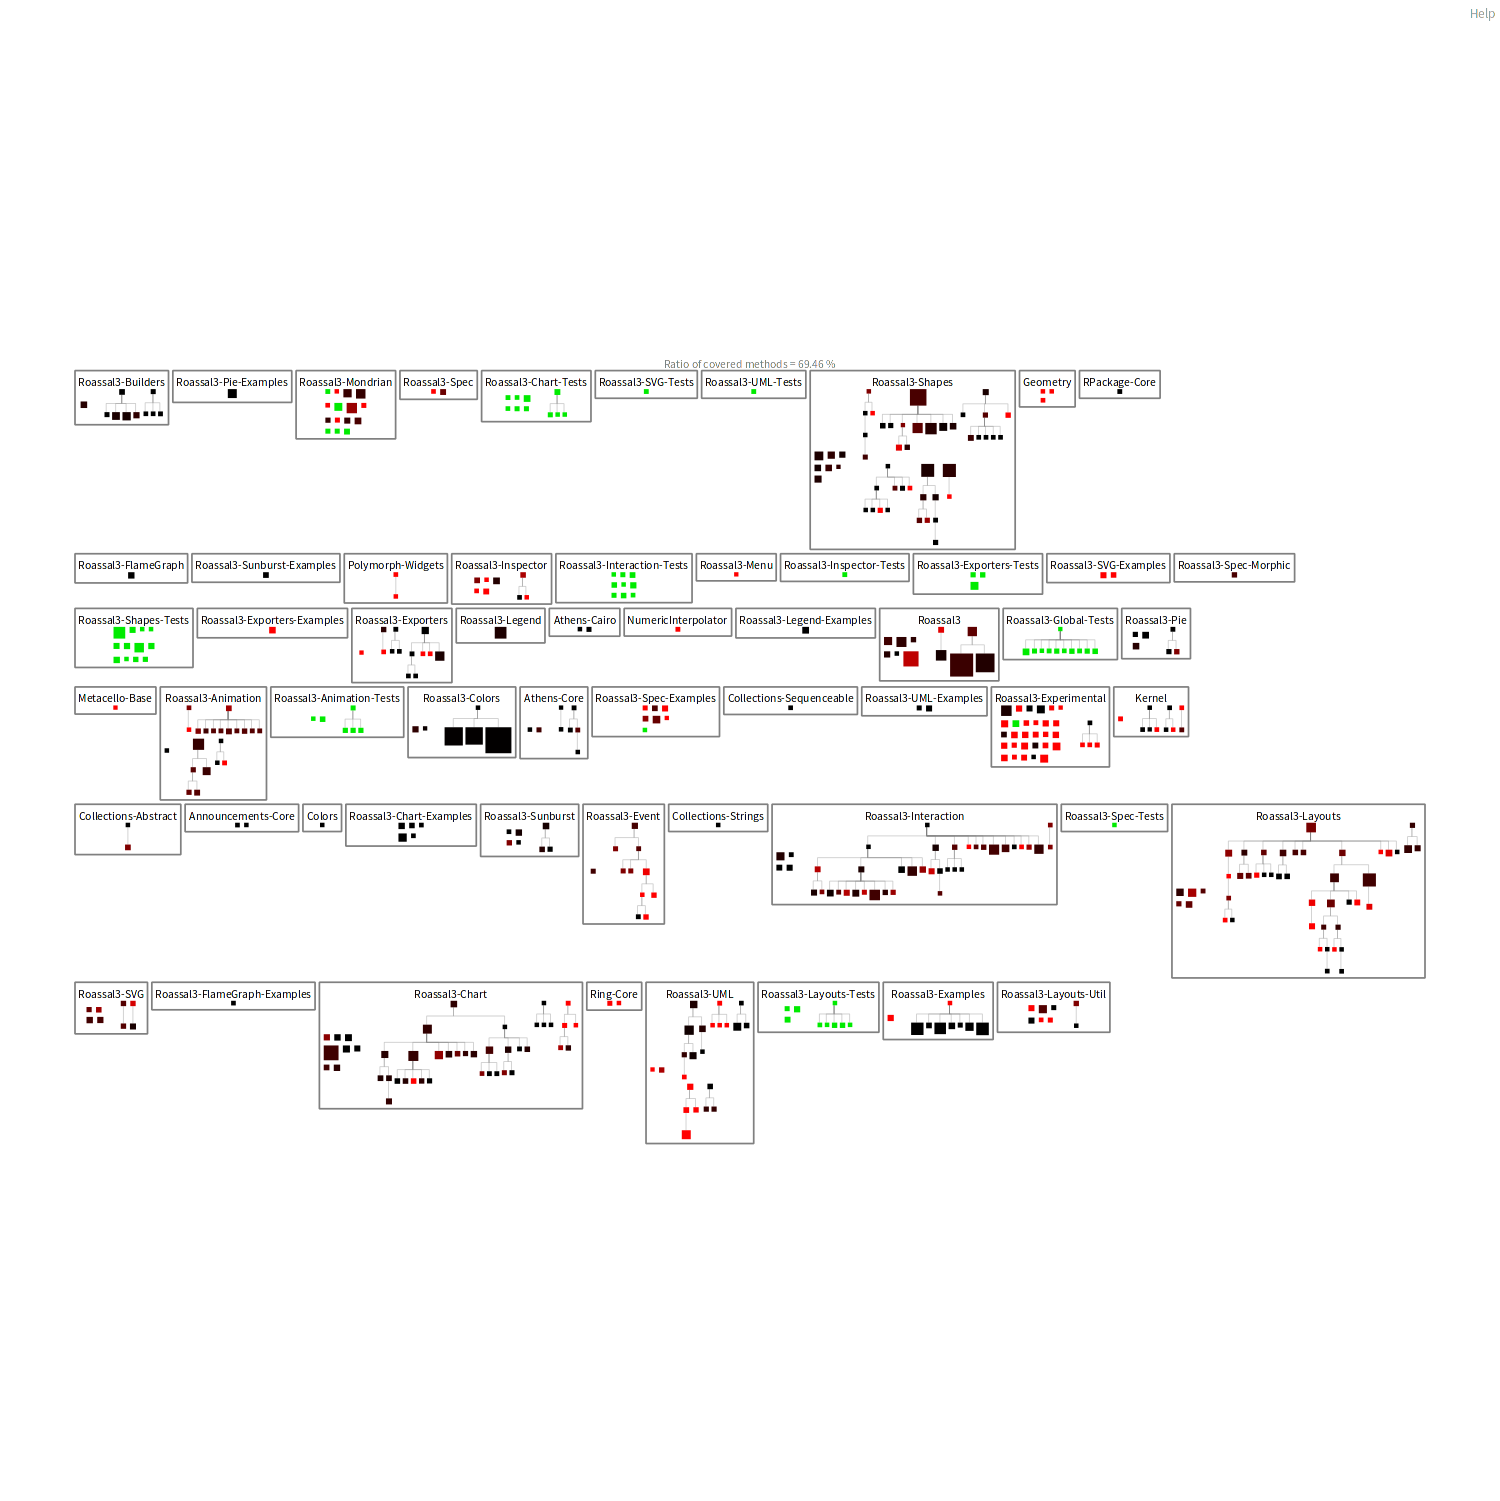 Help
Ratio of covered methods = 69.46 %
Roassal3-Builders
Roassal3-Pie-Examples
Roassal3-Mondrian
Roassal3-Spec
Roassal3-Chart-Tests
Roassal3-SVG-Tests
Roassal3-UML-Tests
Roassal3-Shapes
Geometry
RPackage-Core
Roassal3-FlameGraph
Roassal3-Sunburst-Examples
Polymorph-Widgets
Roassal3-Inspector
Roassal3-Interaction-Tests
Roassal3-Menu
Roassal3-Inspector-Tests
Roassal3-Exporters-Tests
Roassal3-SVG-Examples
Roassal3-Spec-Morphic
Roassal3-Shapes-Tests
Roassal3-Exporters-Examples
Roassal3-Exporters
Roassal3-Legend
Athens-Cairo
NumericInterpolator
Roassal3-Legend-Examples
Roassal3
Roassal3-Global-Tests
Roassal3-Pie
Metacello-Base
Roassal3-Animation
Roassal3-Animation-Tests
Roassal3-Colors
Athens-Core
Roassal3-Spec-Examples
Collections-Sequenceable
Roassal3-UML-Examples
Roassal3-Experimental
Kernel
Collections-Abstract
Announcements-Core
Colors
Roassal3-Chart-Examples
Roassal3-Sunburst
Roassal3-Event
Collections-Strings
Roassal3-Interaction
Roassal3-Spec-Tests
Roassal3-Layouts
Roassal3-SVG
Roassal3-FlameGraph-Examples
Roassal3-Chart
Ring-Core
Roassal3-UML
Roassal3-Layouts-Tests
Roassal3-Examples
Roassal3-Layouts-Util